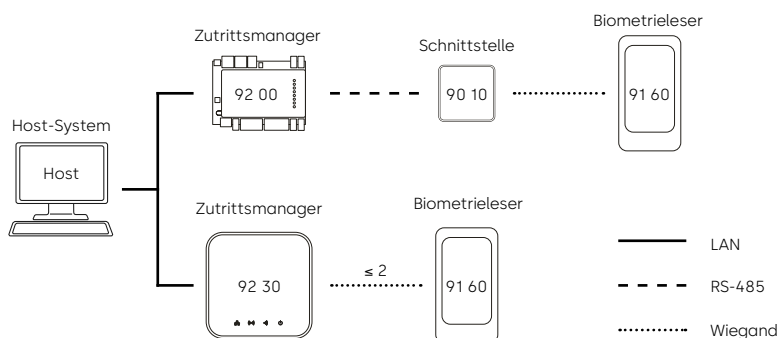 Biometrieleser
Zutrittsmanager
Schnittstelle
92 00
90 10
91 60
Host-System
Host
Zutrittsmanager
Biometrieleser
≤ 2
92 30
91 60
LAN
RS-485
Wiegand